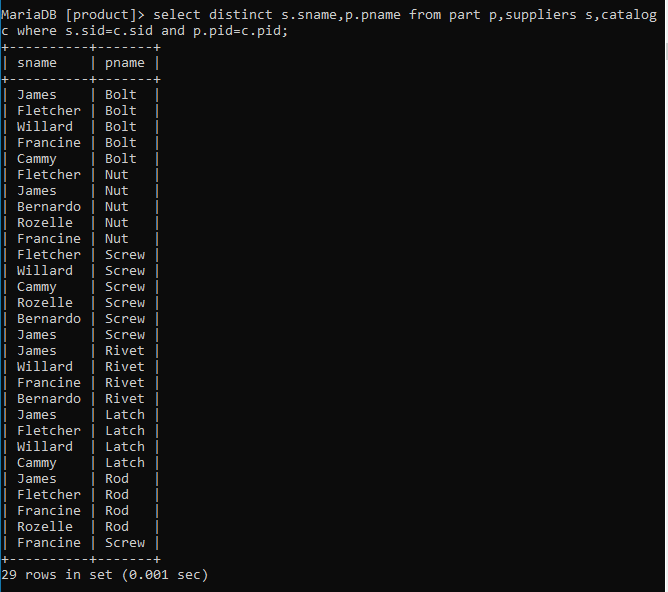 MariaDB [product]> select distinct s.sname,p.pname from part p,suppliers s,catalog
c where s.sid=c.sid and p.pid=c.pid;
+----------+-------+
| sname    | pname |
+----------+-------+
| James    | Bolt  |
| Fletcher | Bolt  |
| Willard  | Bolt  |
| Francine | Bolt  |
| Cammy    | Bolt  |
| Fletcher | Nut   |
| James    | Nut   |
| Bernardo | Nut   |
| Rozelle  | Nut   |
| Francine | Nut   |
| Fletcher | Screw |
| Willard  | Screw |
| Cammy    | Screw |
| Rozelle  | Screw |
| Bernardo | Screw |
| James    | Screw |
| James    | Rivet |
| Willard  | Rivet |
| Francine | Rivet |
| Bernardo | Rivet |
| James    | Latch |
| Fletcher | Latch |
| Willard  | Latch |
| Cammy    | Latch |
| James    | Rod   |
| Fletcher | Rod   |
| Francine | Rod   |
| Rozelle  | Rod   |
| Francine | Screw |
+----------+-------+
29 rows in set (0.001 sec)